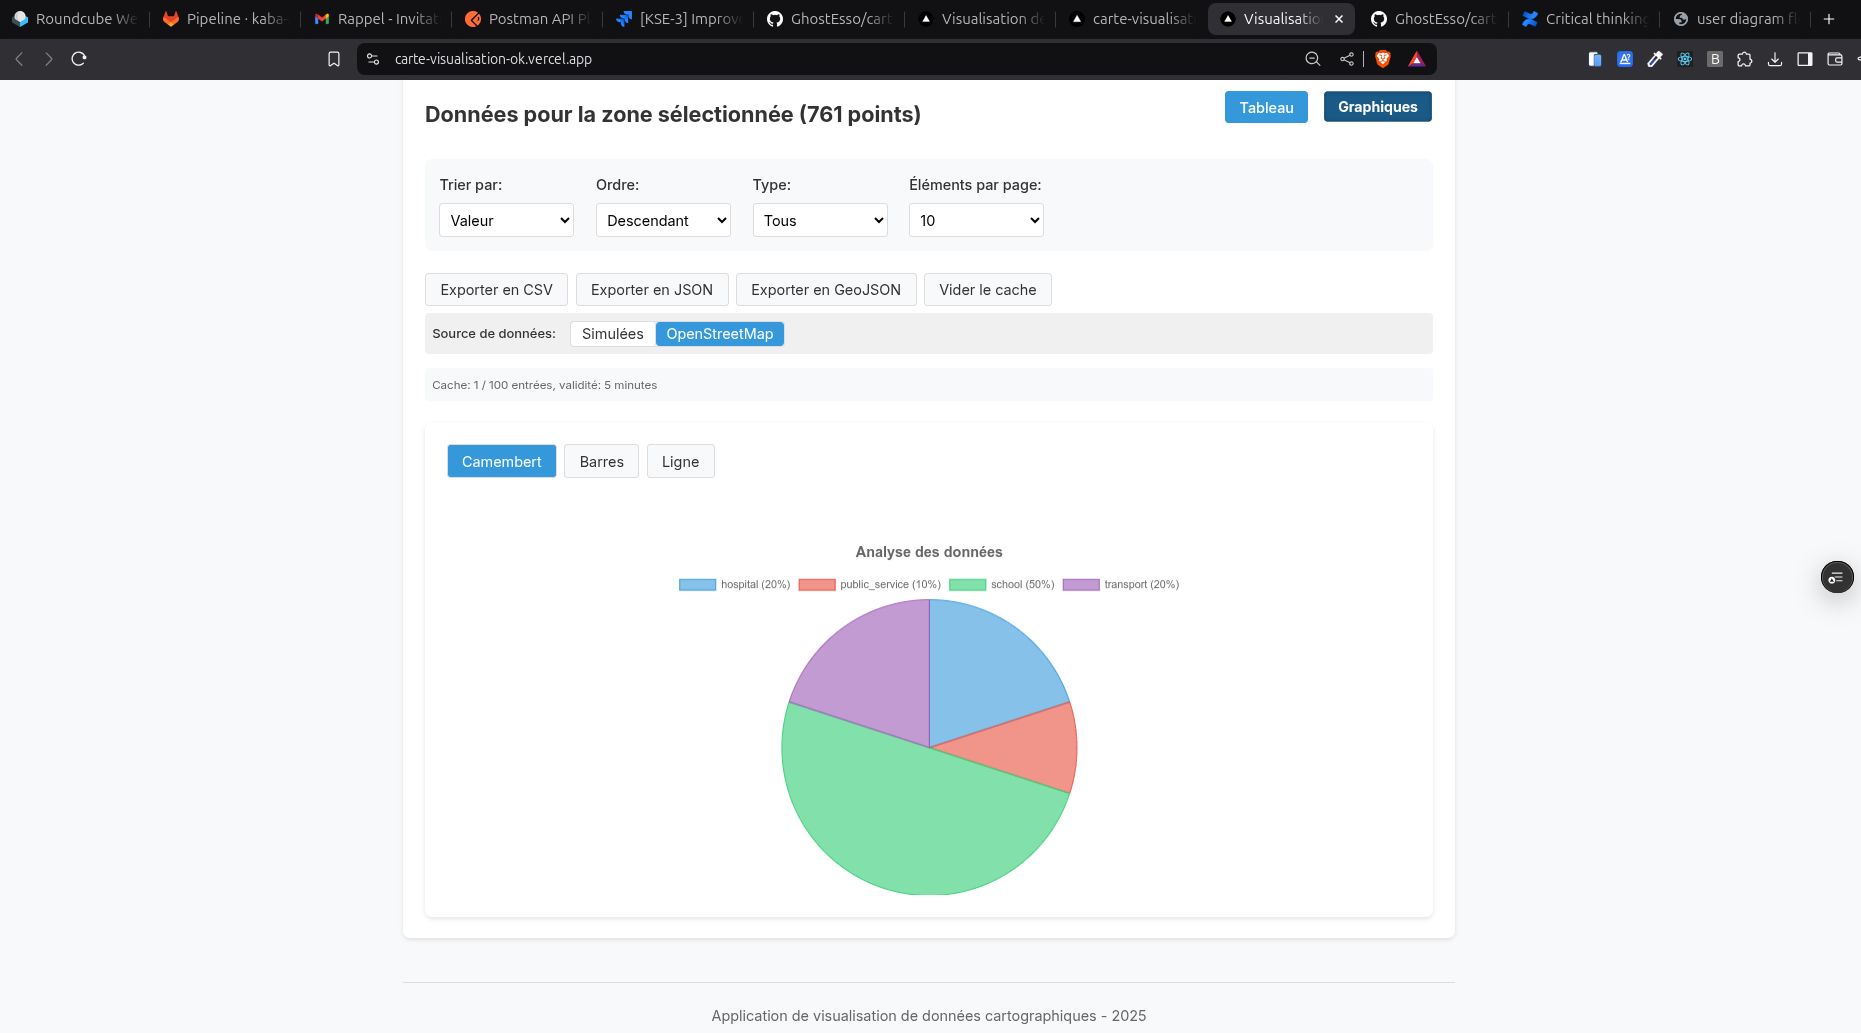 Roundcube We
Pipeline · kaba-
Rappel - Invitat
Postman API Pl
[KSE-3] Improv
GhostEsso/cart
Visualisation de
carte-visualisat
Visualisatio
GhostEsso/cart
Critical thinking
user diagram fl
carte-visualisation-ok.vercel.app
Données pour la zone sélectionnée (761 points)
Tableau
Graphiques
Trier par:
Ordre:
Type:
Éléments par page:
Valeur
Descendant
Tous
10
Exporter en CSV
Exporter en JSON
Exporter en GeoJSON
Vider le cache
Source de données:
Simulées
OpenStreetMap
Cache: 1 / 100 entrées, validité: 5 minutes
Camembert
Barres
Ligne
Analyse des données
hospital (20%)
public_service (10%)
school (50%)
transport (20%)
Application de visualisation de données cartographiques - 2025